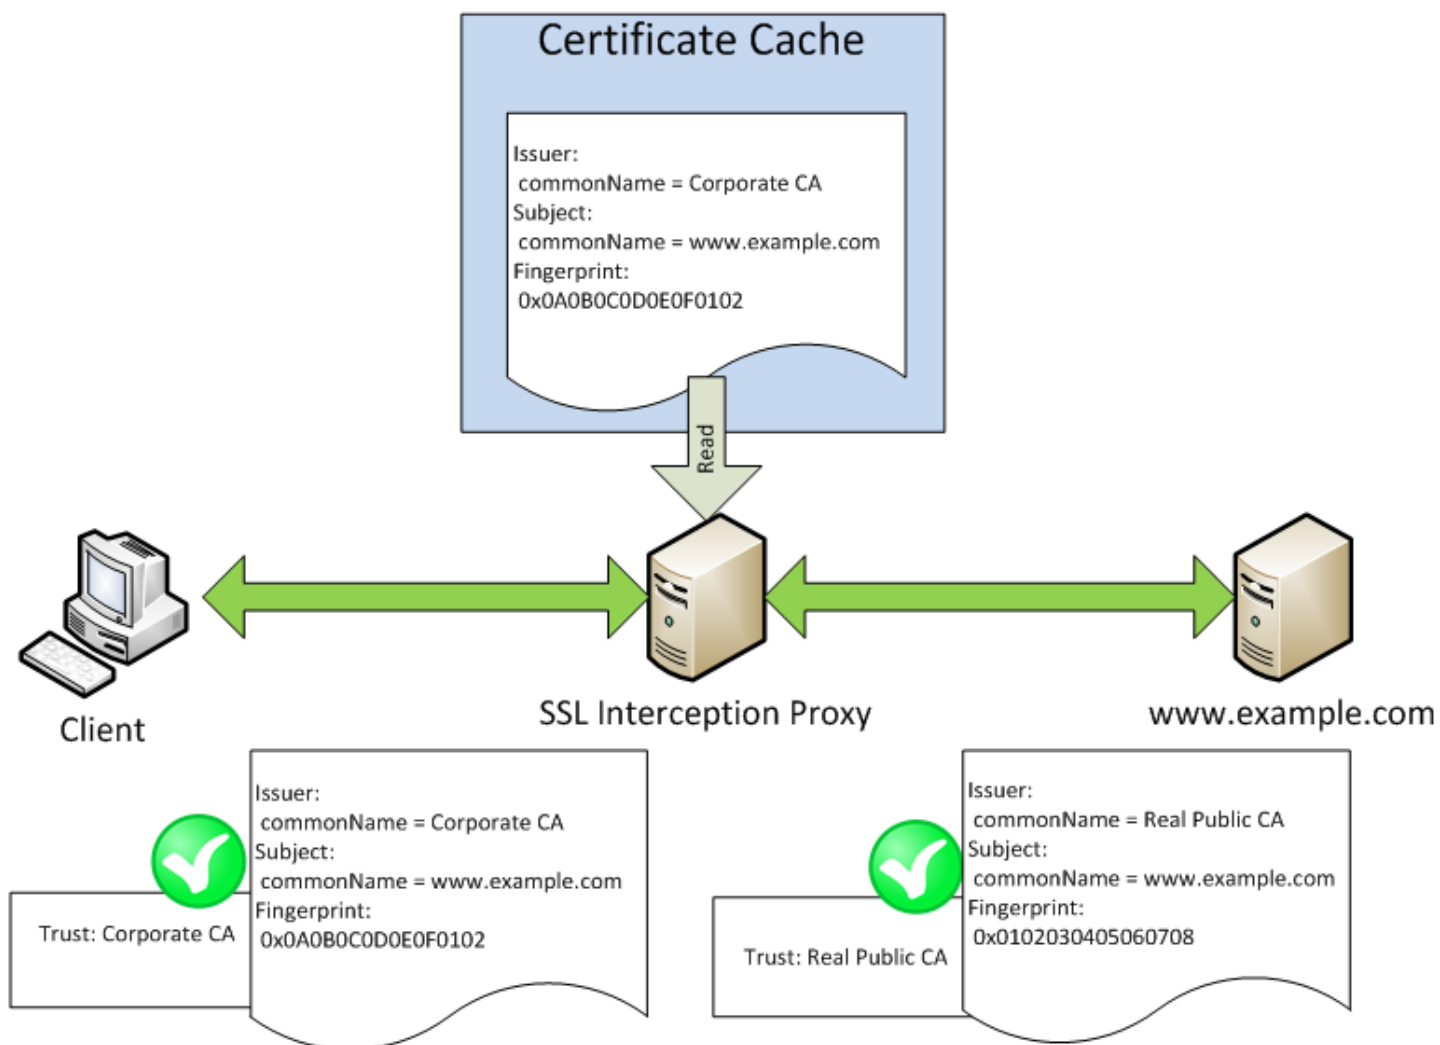 Certificate Cache
Issuer:
commonName = Corporate CA
Subject:
commonName = www.example.com
Fingerprint:
0x0A0B0C0D0E0F0102
Read
Client
SSL Interception Proxy
www.example.com
Issuer:
commonName = Corporate CA
Subject:
commonName = www.example.com
Fingerprint:
0x0A0B0C0D0E0F0102
Trust: Corporate CA
Issuer:
commonName = Real Public CA
Subject:
commonName = www.example.com
Fingerprint:
0x0102030405060708
Trust: Real Public CA